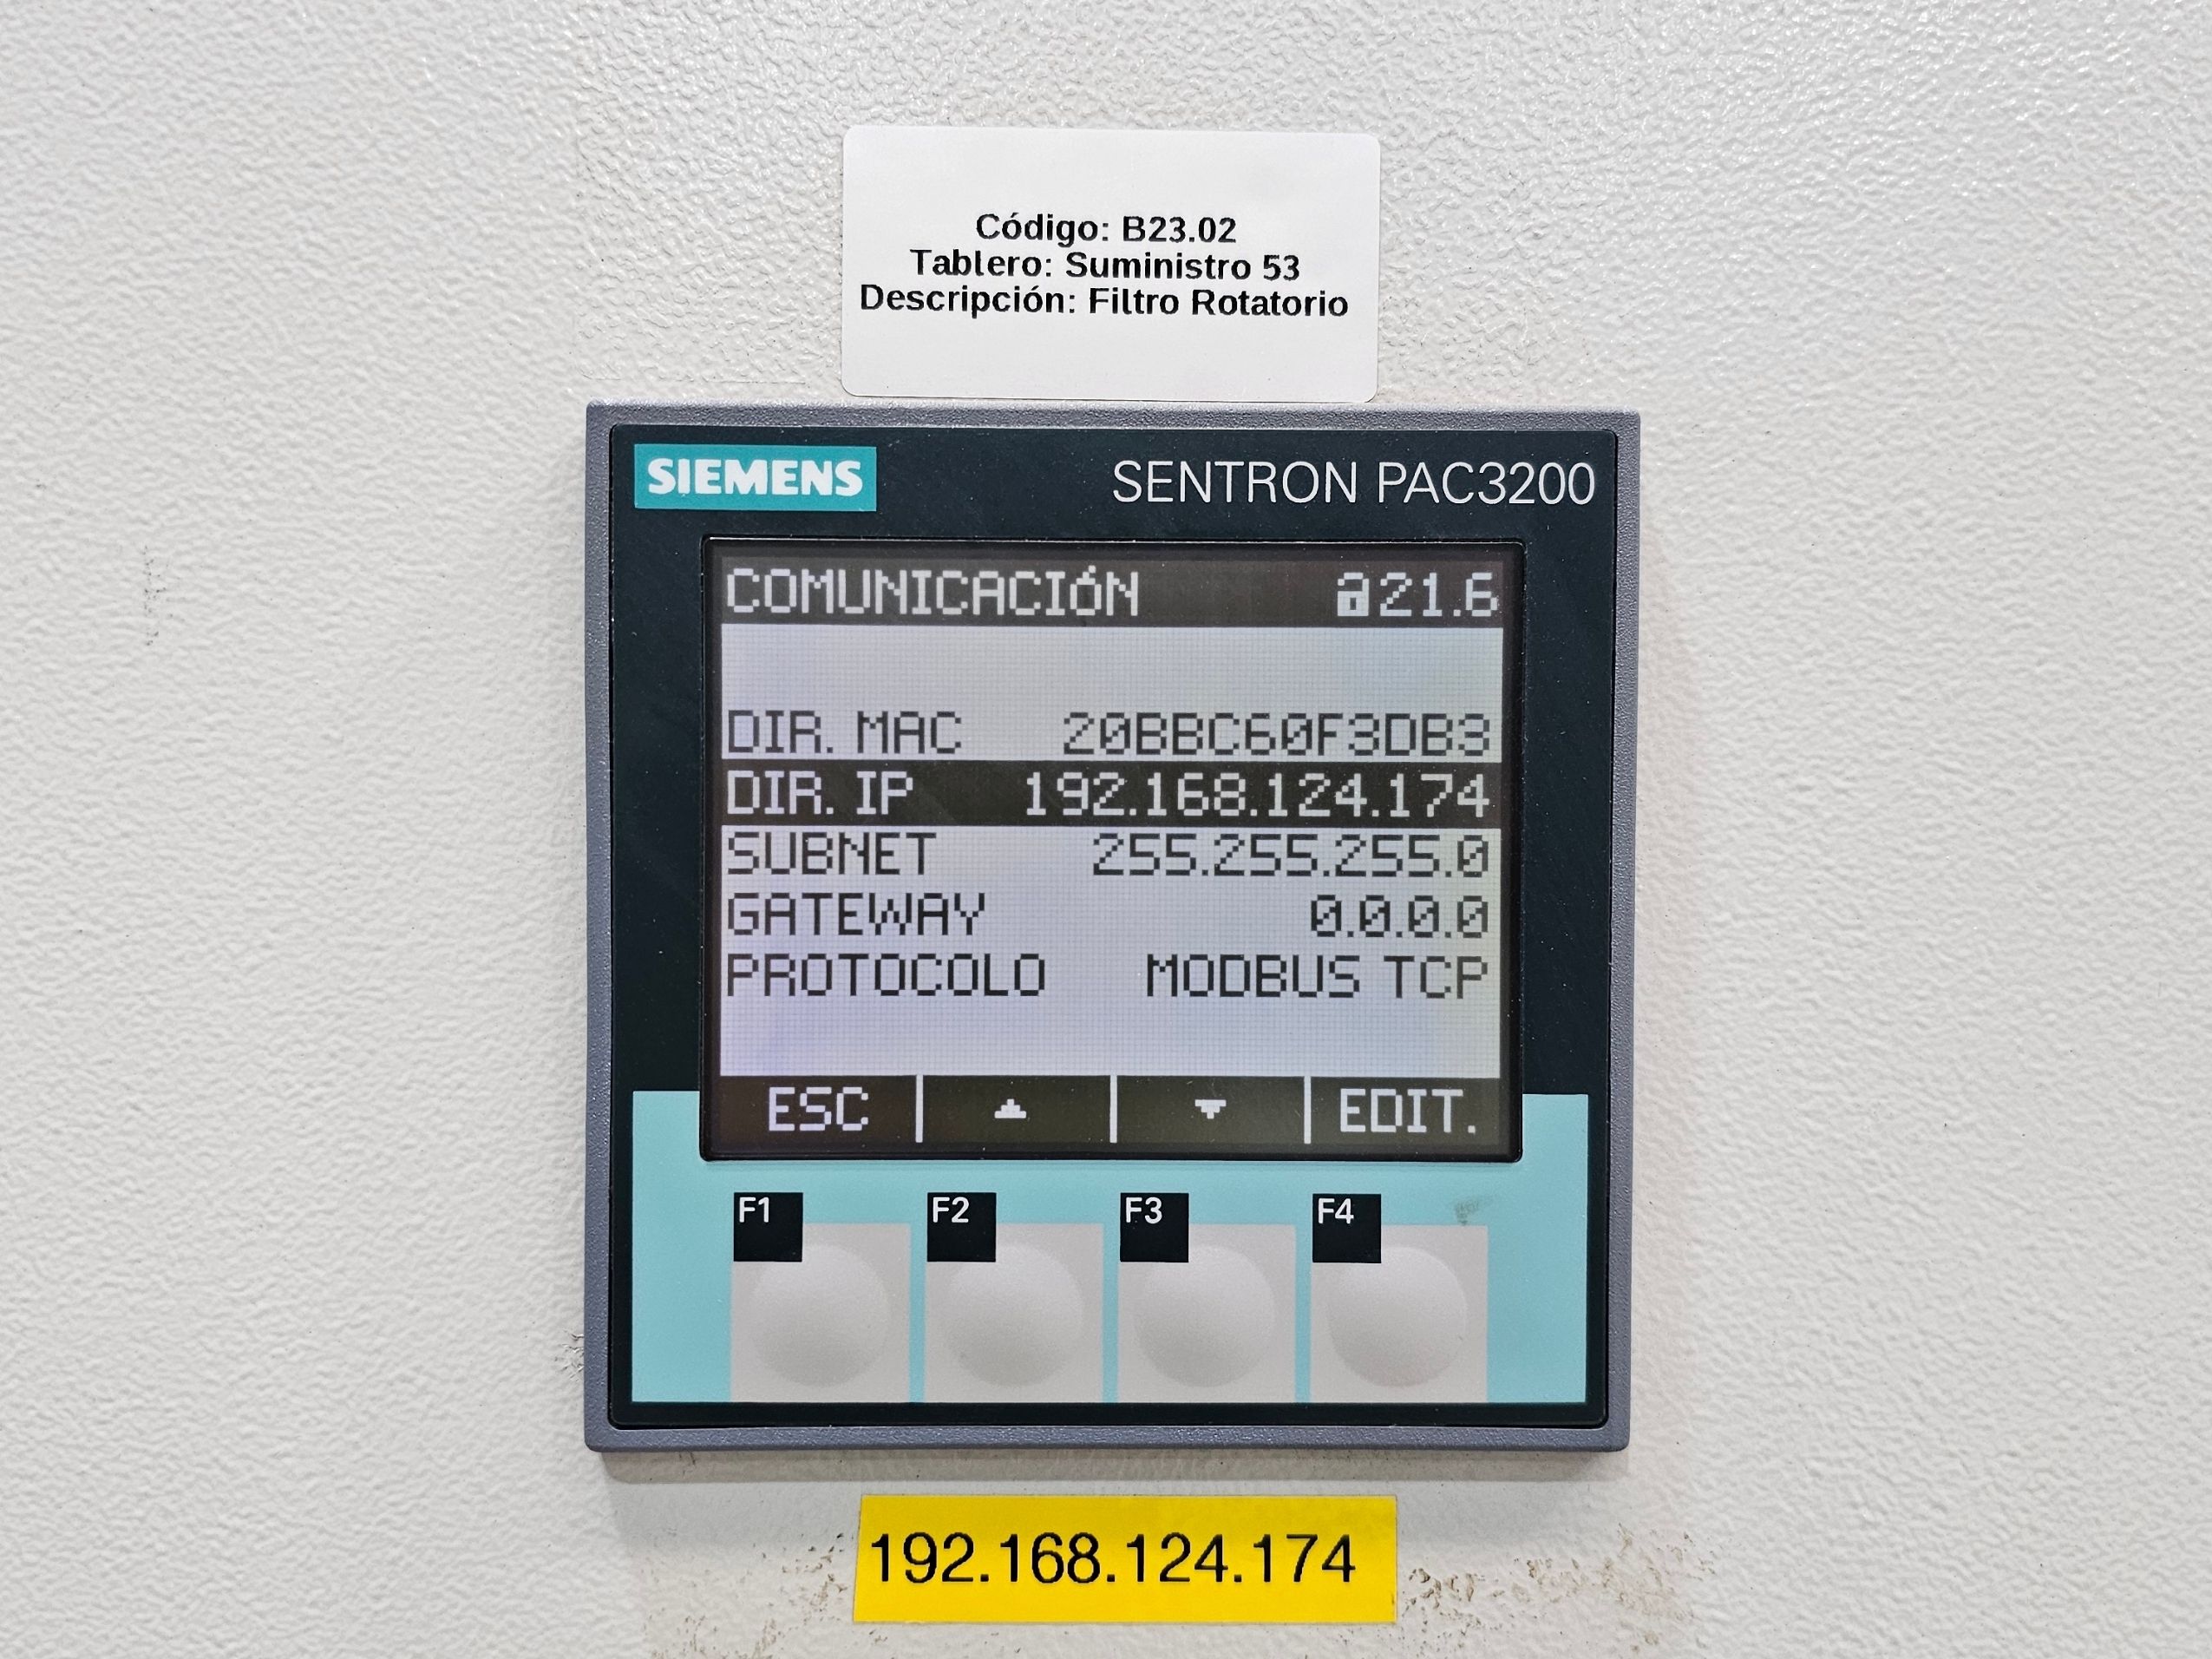 Código: B23.02
Tablero: Suministro 53
Descripción: Filtro Rotatorio
SIEMENS SENTRON PAC3200
COMUNICACIÓN 21.6
DIR. MAC 20BBC60F3DB3
DIR. IP 192.168.124.174
SUBNET 255.255.255.0
GATEWAY 0.0.0.0
PROTOCOLO MODBUS TCP
ESC EDIT.
F1 F2 F3 F4
192.168.124.174